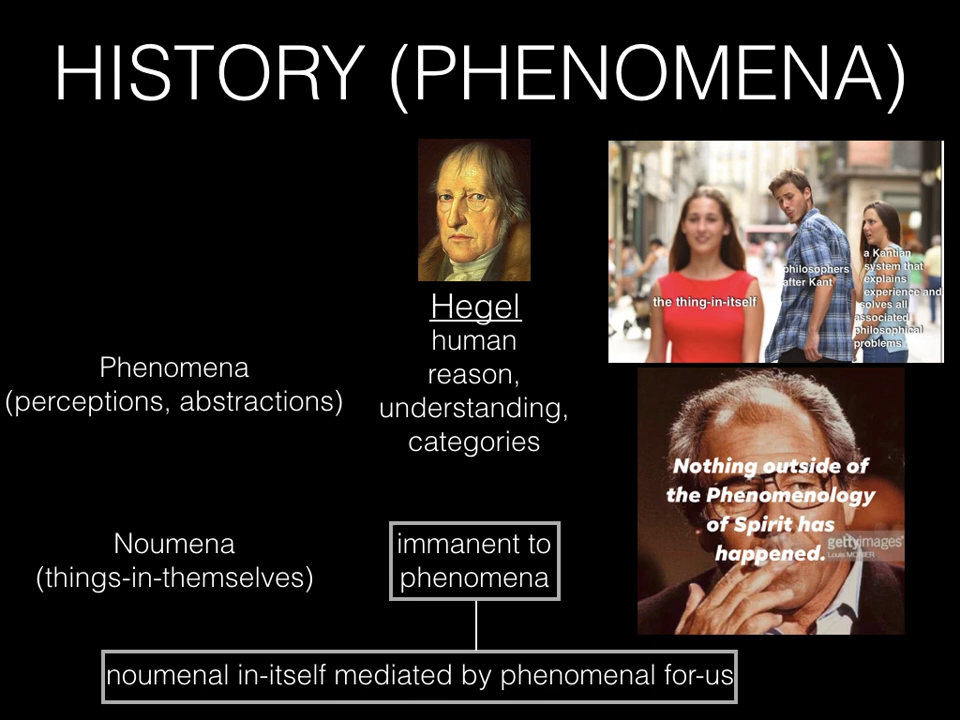 HISTORY (PHENOMENA)
Hegel
human
reason,
understanding,
categories
Phenomena
(perceptions, abstractions)
Noumena
(things-in-themselves)
immanent to
phenomena
noumenal in-itself mediated by phenomenal for-us
the thing-in-itself
philosophers
after Kant
a Kantian
system that
explains
experience and
solves all
associated
philosophical
problems
Nothing outside of
the Phenomenology
of Spirit has
happened.
gettyimages